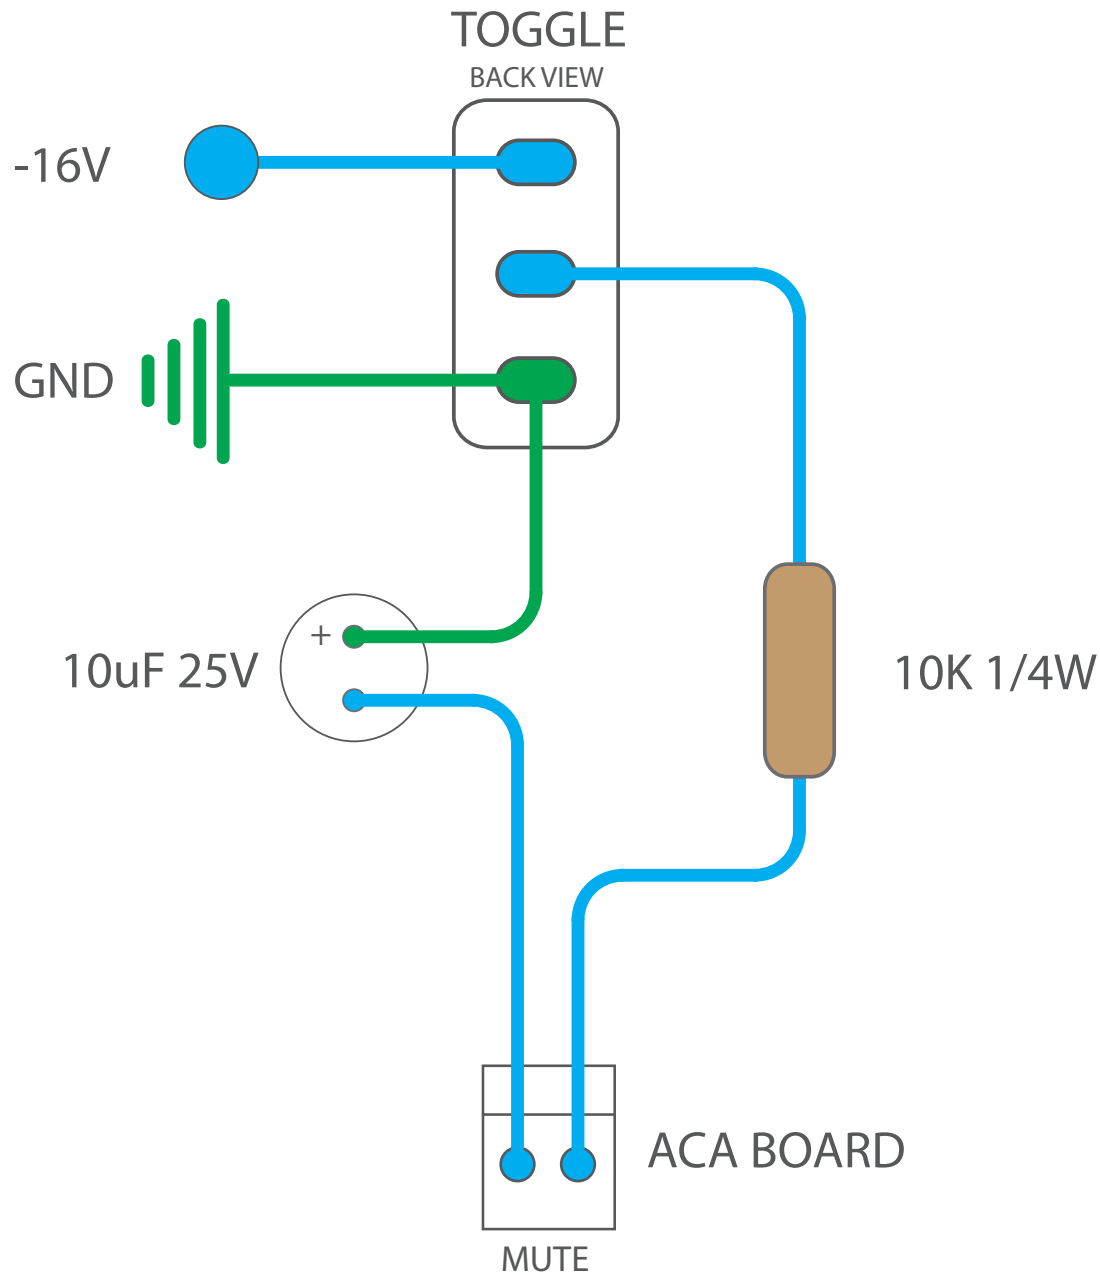 TOGGLE
BACK VIEW
-16V
GND
+
10uF 25V
10K 1/4W
ACA BOARD
MUTE